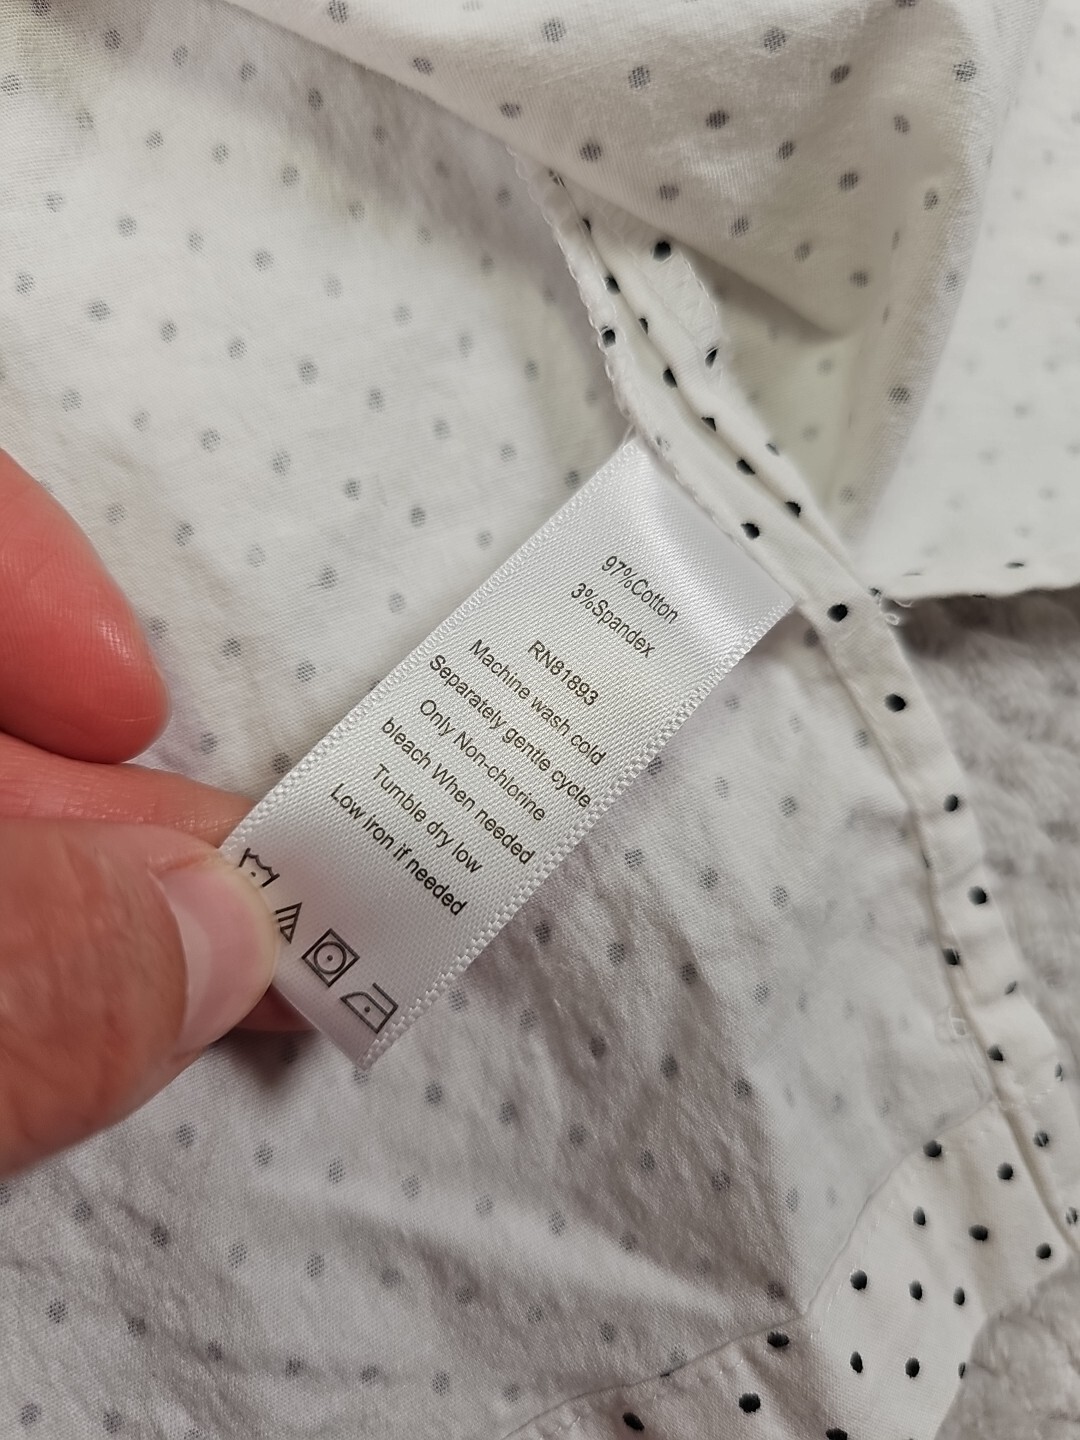 97%Cotton
3%Spandex
RN81893
Machine wash cold
Separately gentle cycle
Only Non-chlorine
bleach When needed
Tumble dry low
Low iron if needed